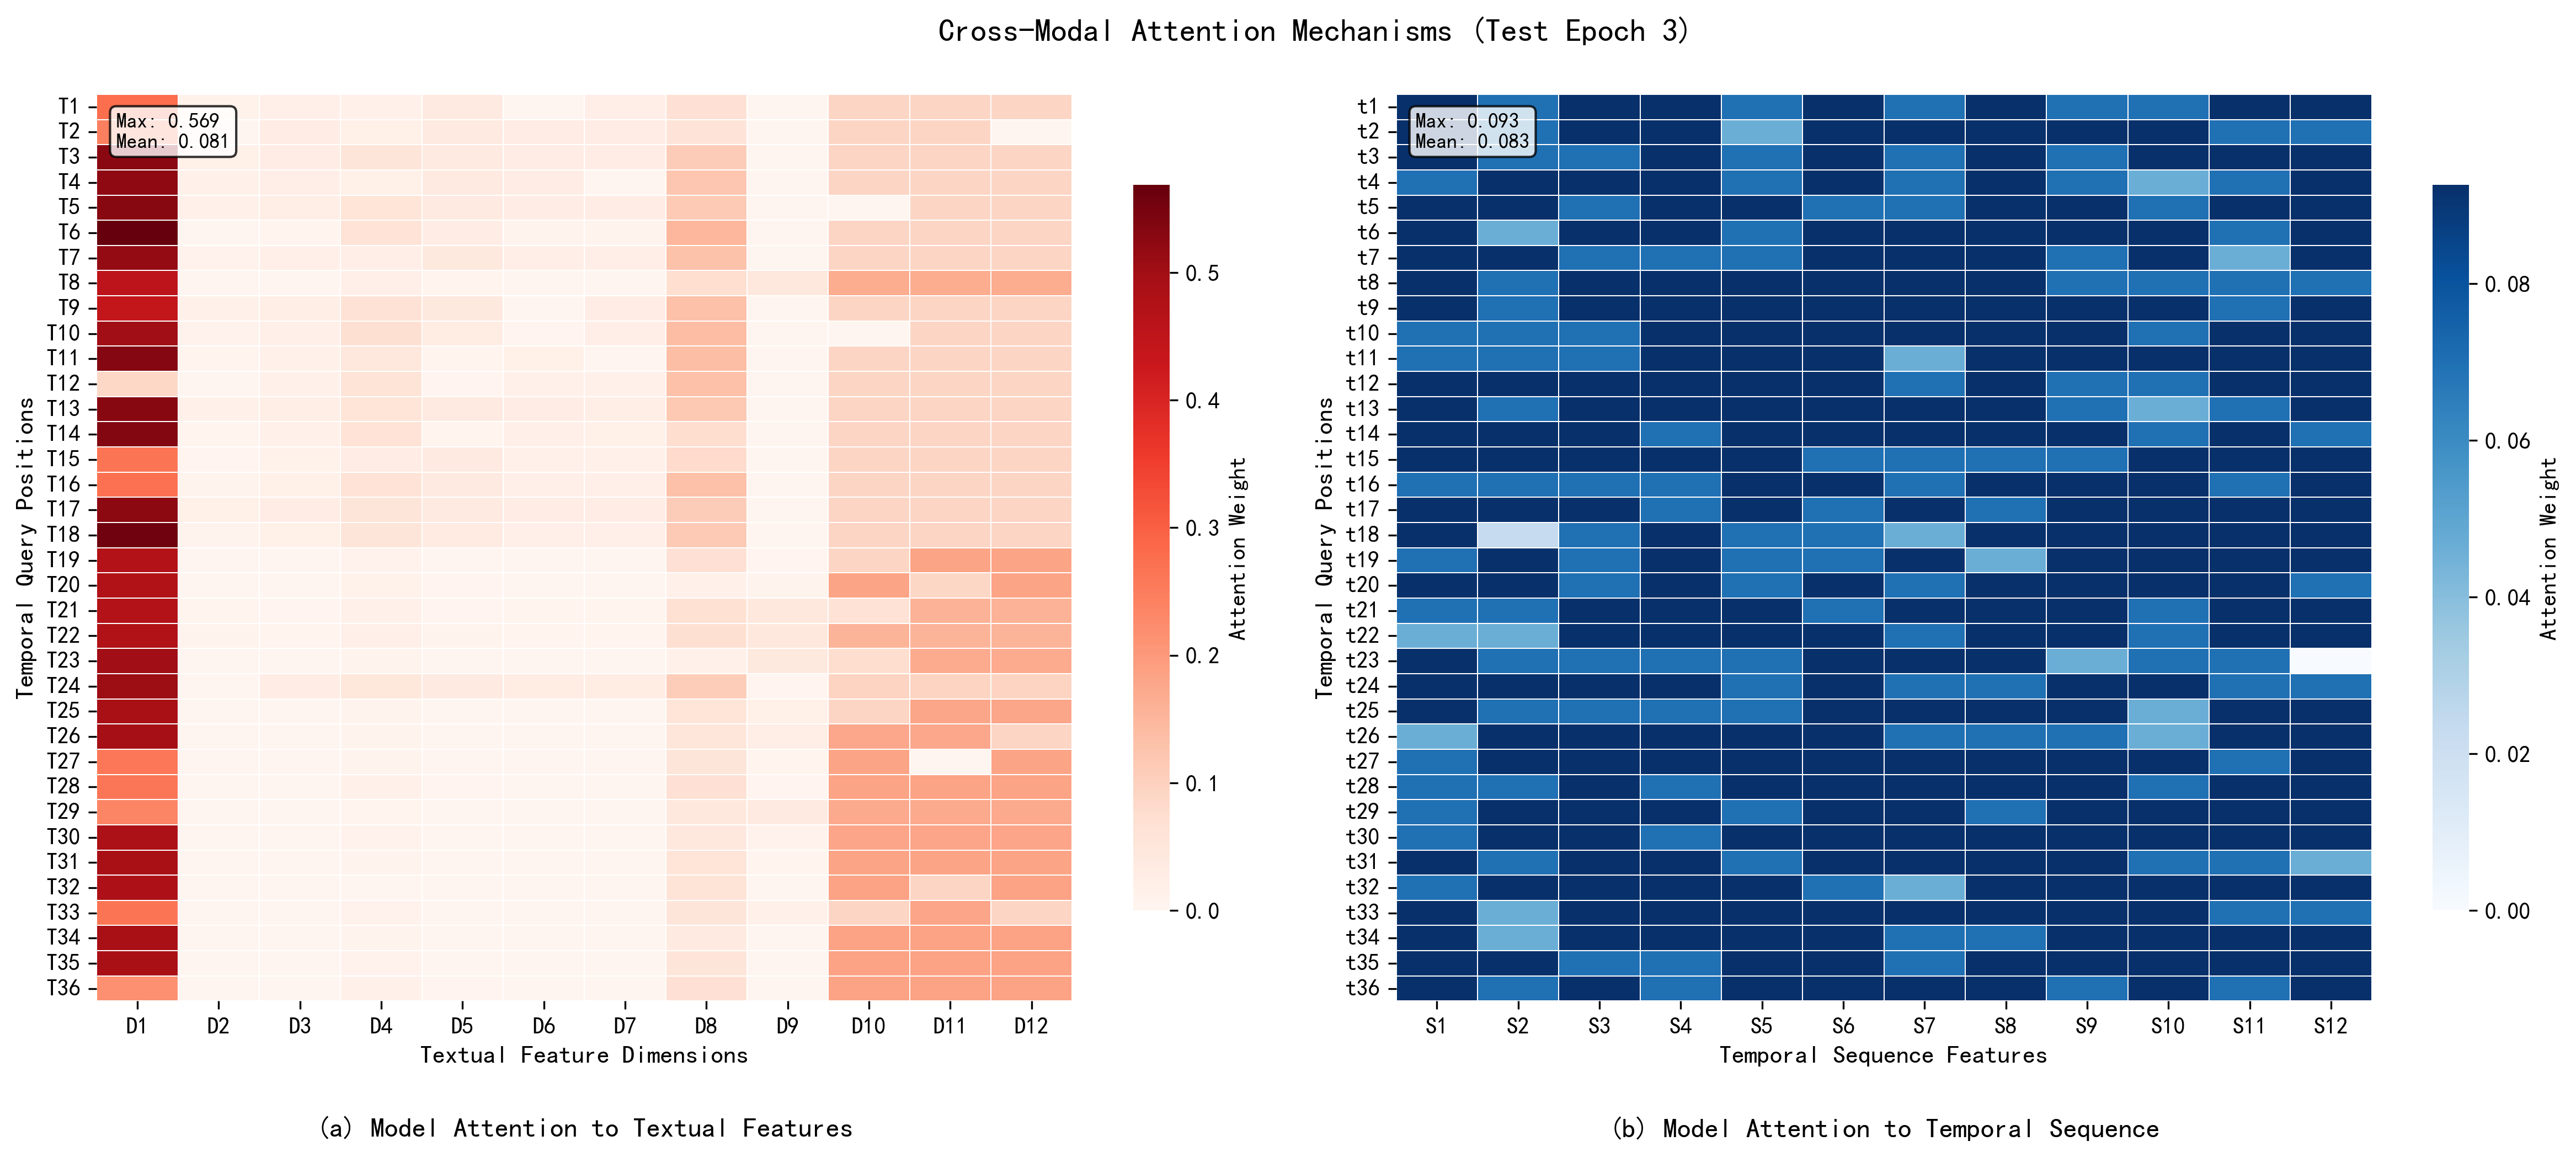 Cross-Modal Attention Mechanisms (Test Epoch 3)
Temporal Query Positions
T1
T2
T3
T4
T5
T6
T7
T8
T9
T10
T11
T12
T13
T14
T15
T16
T17
T18
T19
T20
T21
T22
T23
T24
T25
T26
T27
T28
T29
T30
T31
T32
T33
T34
T35
T36
Max: 0.569
Mean: 0.081
D1 D2 D3 D4 D5 D6 D7 D8 D9 D10 D11 D12
Textual Feature Dimensions
0.5
0.4
0.3
0.2
0.1
0.0
Attention Weight
(a) Model Attention to Textual Features
Temporal Query Positions
t1
t2
t3
t4
t5
t6
t7
t8
t9
t10
t11
t12
t13
t14
t15
t16
t17
t18
t19
t20
t21
t22
t23
t24
t25
t26
t27
t28
t29
t30
t31
t32
t33
t34
t35
t36
Max: 0.093
Mean: 0.083
S1 S2 S3 S4 S5 S6 S7 S8 S9 S10 S11 S12
Temporal Sequence Features
0.08
0.06
0.04
0.02
0.00
Attention Weight
(b) Model Attention to Temporal Sequence